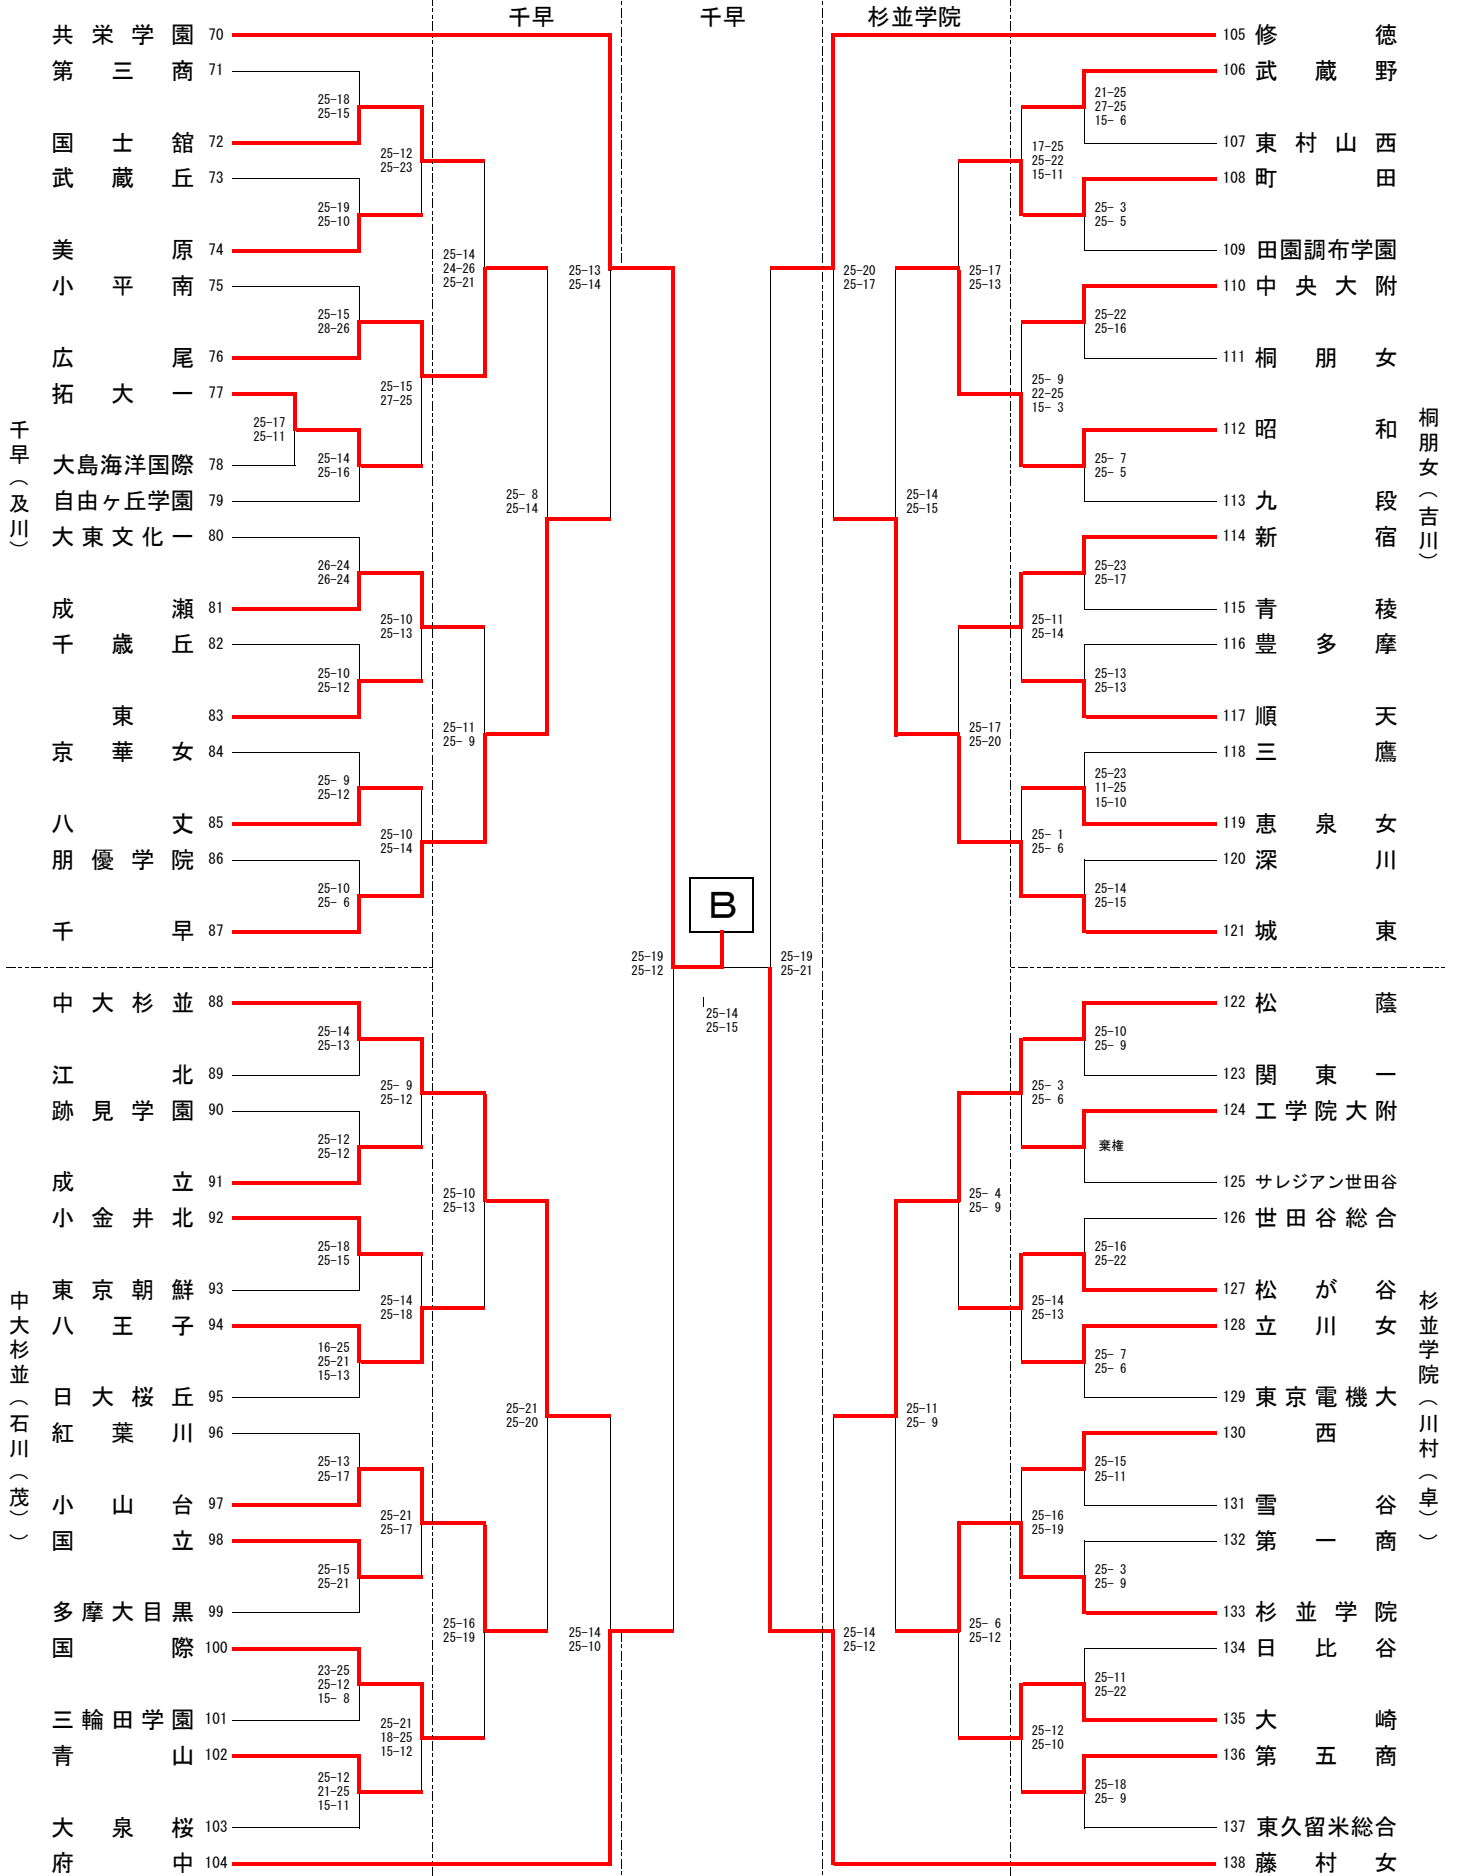 千早
千早
杉並学院
共栄学園 70
第三商 71
25-18
25-15
国士舘 72
25-12
25-23
武蔵丘 73
25-19
25-10
美原 74
25-14
24-26
25-21
25-13
25-14
小平南 75
25-15
28-26
広尾 76
25-15
27-25
拓大一 77
25-17
25-11
大島海洋国際 78
25-14
25-16
自由ヶ丘学園 79
25- 8
25-14
大東文化一 80
26-24
26-24
成瀬 81
25-10
25-13
千歳丘 82
25-10
25-12
東 83
25-11
25- 9
京華女 84
25- 9
25-12
八丈 85
25-10
25-14
朋優学院 86
25-10
25- 6
千早 87
千早（及川）
25-19
25-12
中大杉並 88
25-14
25-13
江北 89
25- 9
25-12
跡見学園 90
25-12
25-12
成立 91
25-10
25-13
小金井北 92
25-18
25-15
東京朝鮮 93
25-14
25-18
八王子 94
16-25
25-21
15-13
日大桜丘 95
25-21
25-20
紅葉川 96
25-13
25-17
小山台 97
25-21
25-17
国立 98
25-15
25-21
多摩大目黒 99
25-16
25-19
25-14
25-10
国際 100
23-25
25-12
15- 8
三輪田学園 101
25-21
18-25
15-12
青山 102
25-12
21-25
15-11
大泉桜 103
府中 104
中大杉並（石川（茂））
B
25-14
25-15
105 修徳
106 武蔵野
21-25
27-25
15- 6
107 東村山西
17-25
25-22
15-11
108 町田
25- 3
25- 5
109 田園調布学園
25-20
25-17
25-17
25-13
110 中央大附
25-22
25-16
111 桐朋女
25- 9
22-25
15- 3
112 昭和
25- 7
25- 5
113 九段
25-14
25-15
114 新宿
25-23
25-17
115 青稜
25-11
25-14
116 豊多摩
25-13
25-13
117 順天
25-17
25-20
118 三鷹
25-23
11-25
15-10
119 恵泉女
25- 1
25- 6
120 深川
25-14
25-15
121 城東
桐朋女（吉川）
25-19
25-21
122 松蔭
25-10
25- 9
123 関東一
25- 3
25- 6
124 工学院大附
棄権
125 サレジアン世田谷
25- 4
25- 9
126 世田谷総合
25-16
25-22
127 松が谷
25-14
25-13
128 立川女
25- 7
25- 6
129 東京電機大
25-11
25- 9
130 西
25-15
25-11
131 雪谷
25-16
25-19
132 第一商
25- 3
25- 9
133 杉並学院
25-14
25-12
25- 6
25-12
134 日比谷
25-11
25-22
135 大崎
25-12
25-10
136 第五商
25-18
25- 9
137 東久留米総合
138 藤村女
杉並学院（川村（卓））